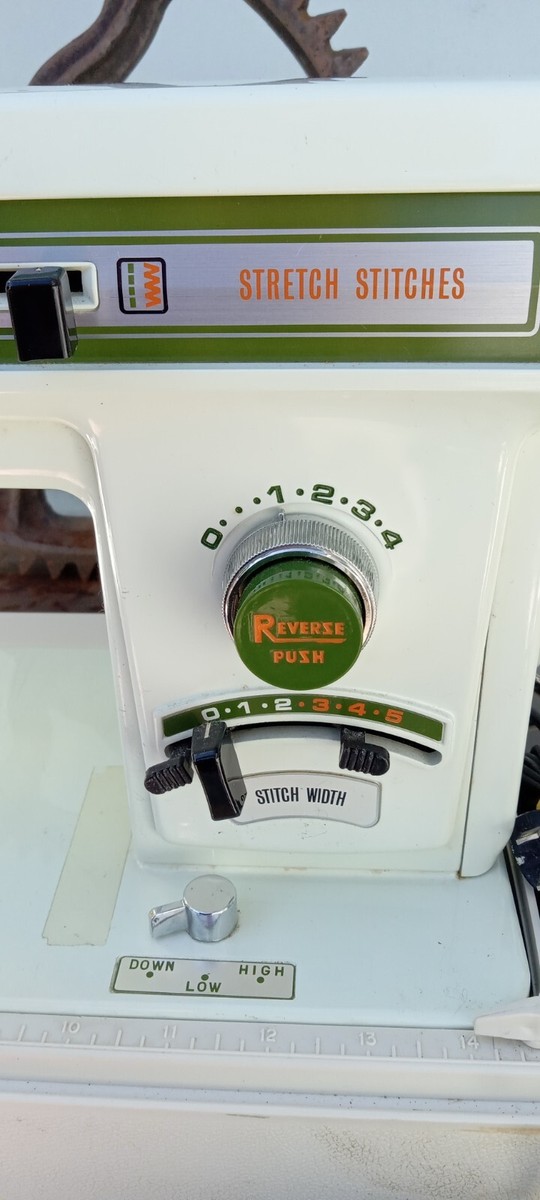 STRETCH STITCHES
0···1·2·3·4
REVERSE
PUSH
0·1·2·3·4·5
STITCH WIDTH
DOWN LOW HIGH
10 11 12 13 14